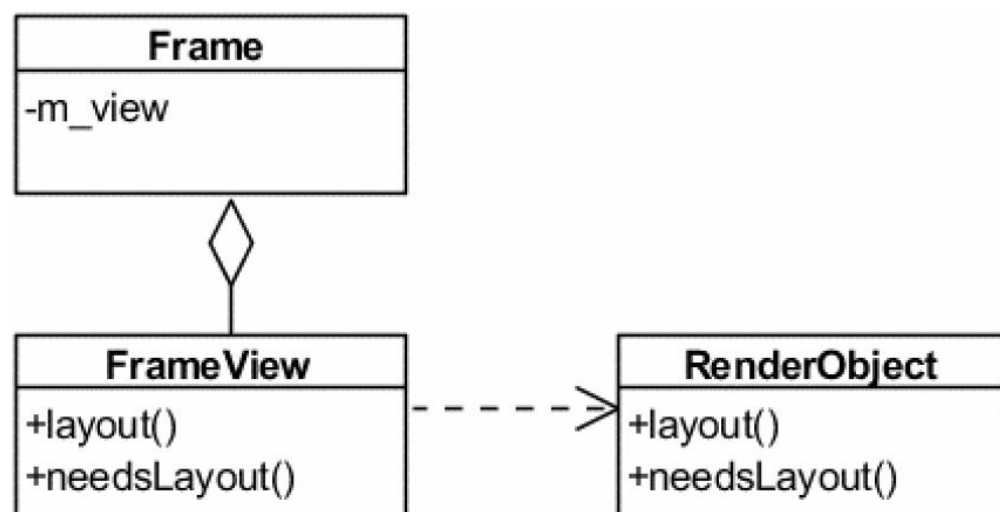 Frame
-m_view
FrameView
+layout()
+needsLayout()
RenderObject
+layout()
+needsLayout()